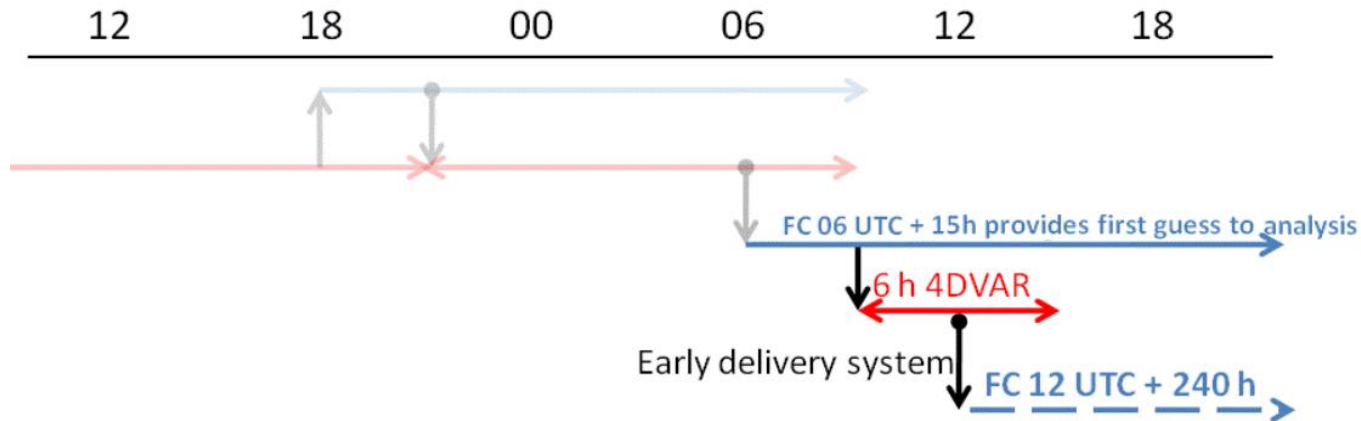 12 18 00 06 12 18
FC 06 UTC + 15h provides first guess to analysis
6 h 4DVAR
Early delivery system
FC 12 UTC + 240 h